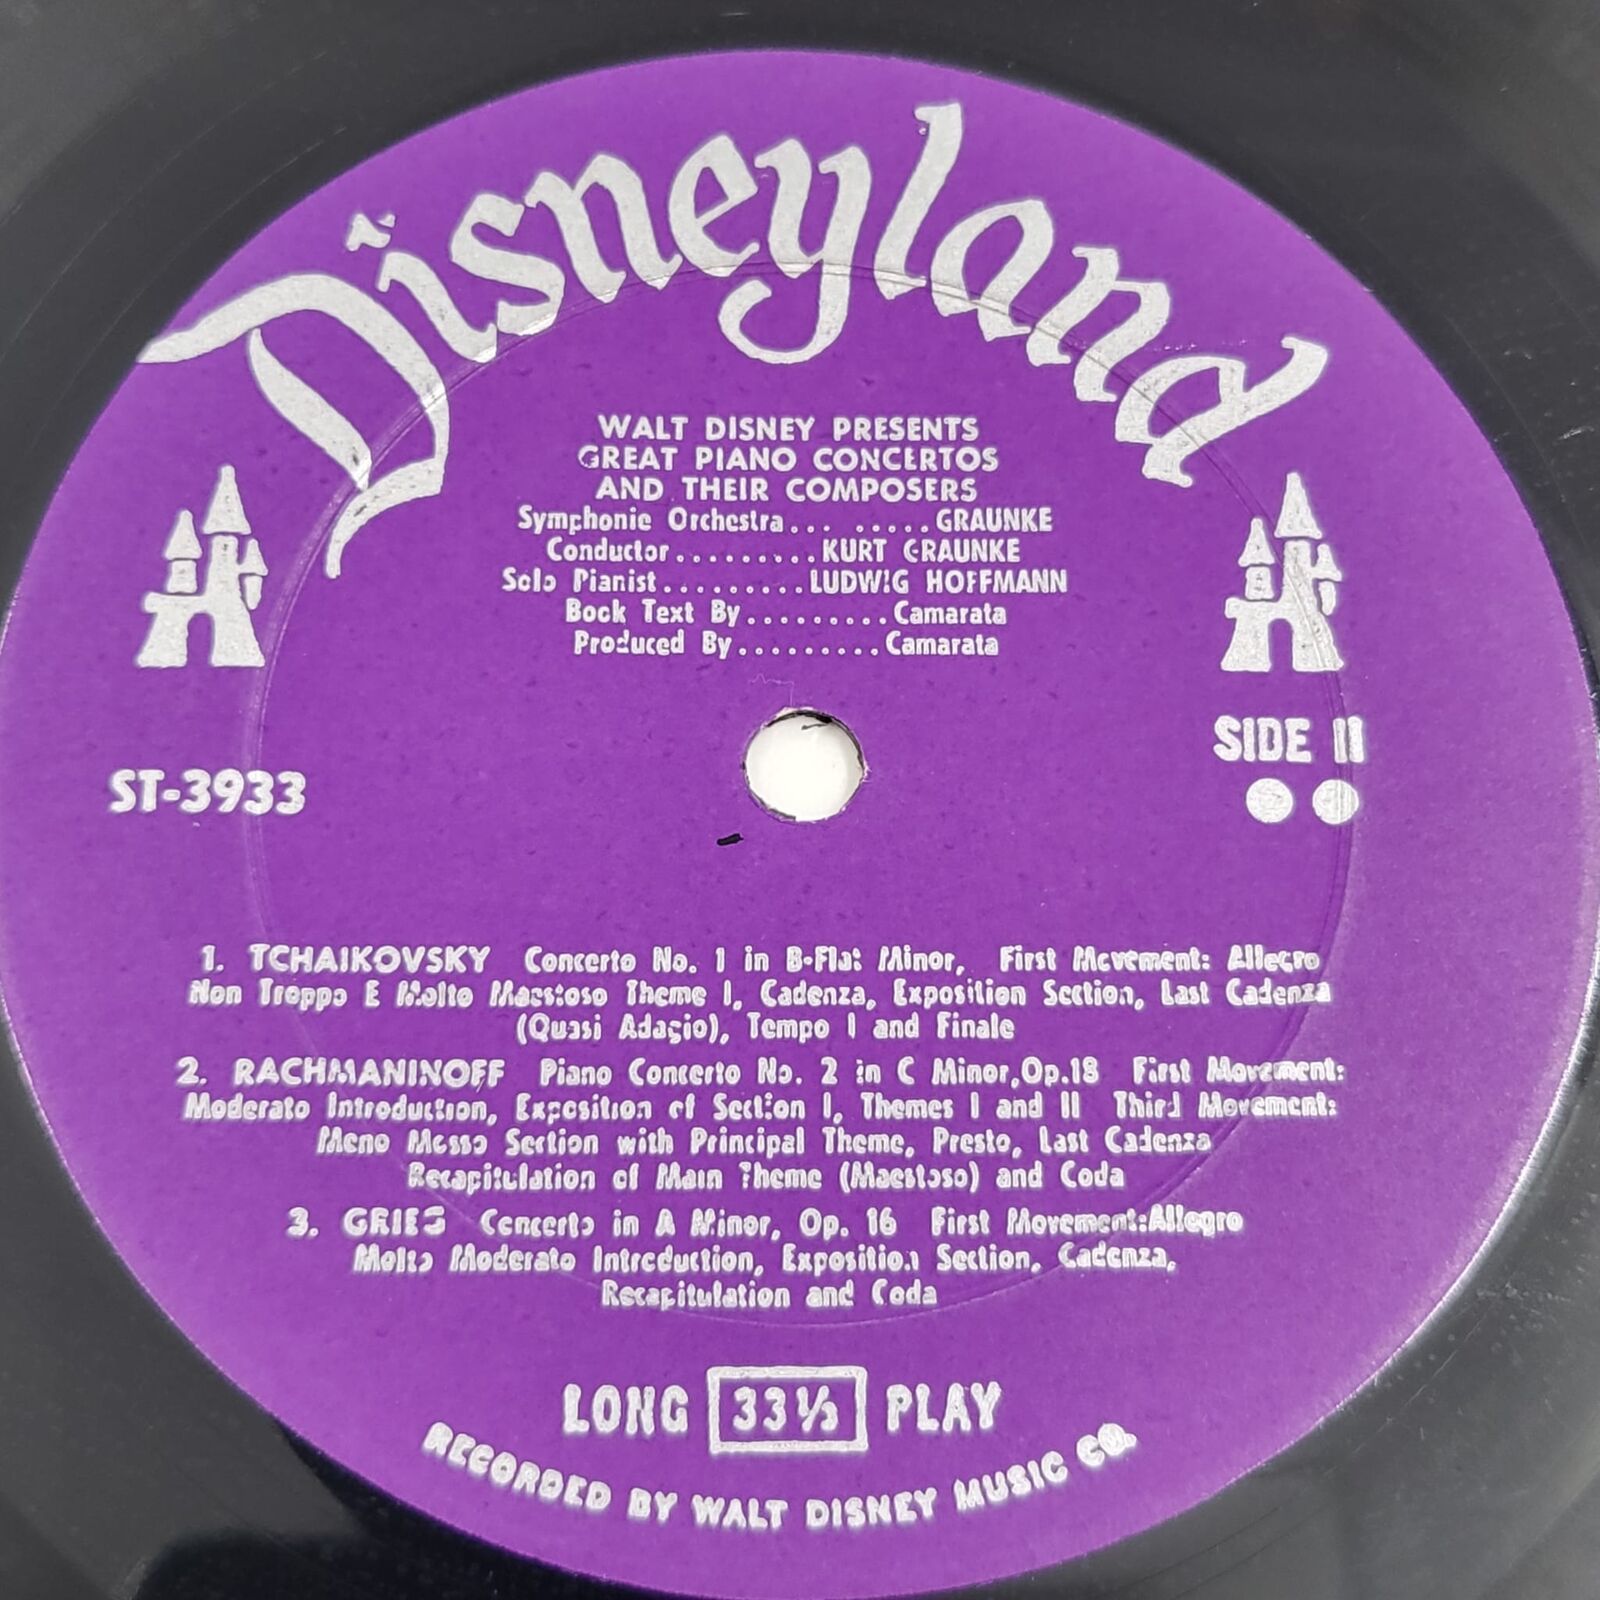 Disneyland
WALT DISNEY PRESENTS
GREAT PIANO CONCERTOS
AND THEIR COMPOSERS
Symphonie Orchestra... .....GRAUNKE
Conductor.........KURT GRAUNKE
Solo Pianist.........LUDWIG HOFFMANN
Book Text By.........Camarata
Produced By.........Camarata
SIDE II
ST-3933
1. TCHAIKOVSKY Concerto No. 1 in B-Flat Minor, First Movement: Allegro
Non Troppo E Molto Maestoso Theme I, Cadenza, Exposition Section, Last Cadenza
(Quasi Adagio), Tempo I and Finale
2. RACHMANINOFF Piano Concerto No. 2 in C Minor,Op.18 First Movement:
Moderato Introduction, Exposition of Section I, Themes I and II Third Movement:
Meno Mosso Section with Principal Theme, Presto, Last Cadenza
Recapitulation of Main Theme (Maestoso) and Coda
3. GRIEG Concerto in A Minor, Op. 16 First Movement:Allegro
Molto Moderato Introduction, Exposition Section, Cadenza,
Recapitulation and Coda
LONG 33⅓ PLAY
RECORDED BY WALT DISNEY MUSIC CO.